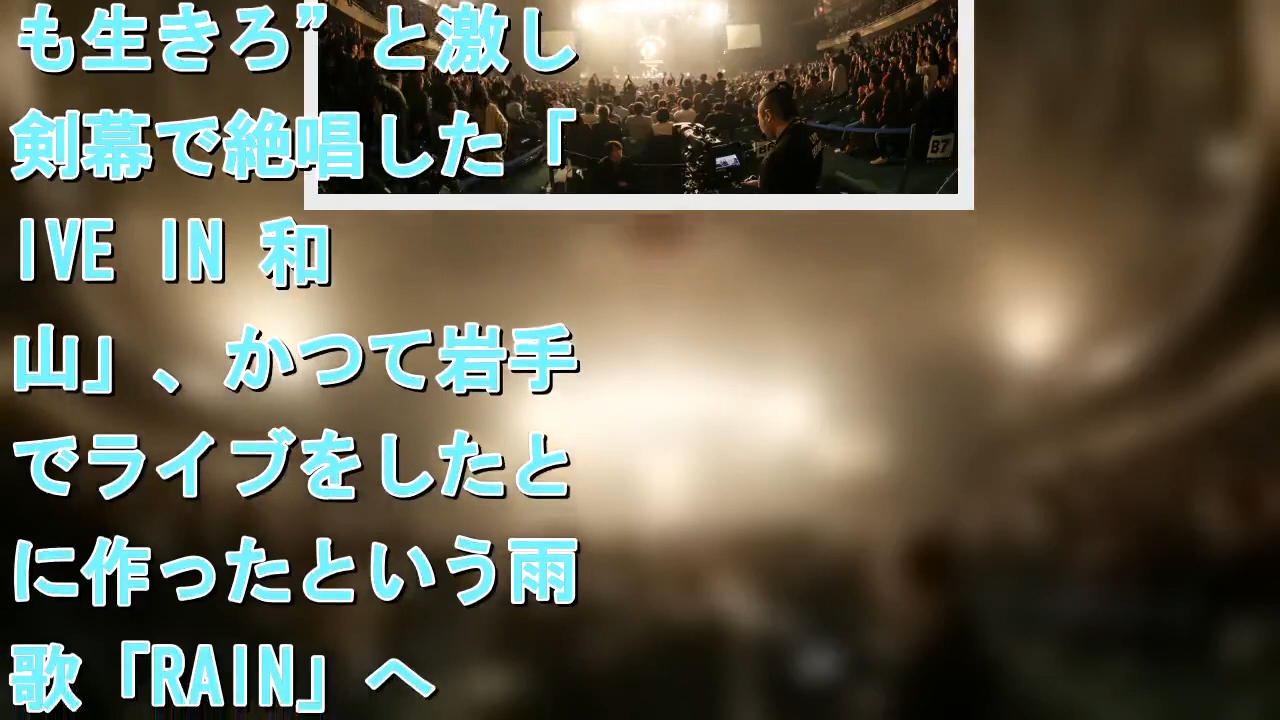 も生きろ”と激し
剣幕で絶唱した「
IVE IN 和
山」、かつて岩手
でライブをしたと
に作ったという雨
歌「RAIN」へ
B7